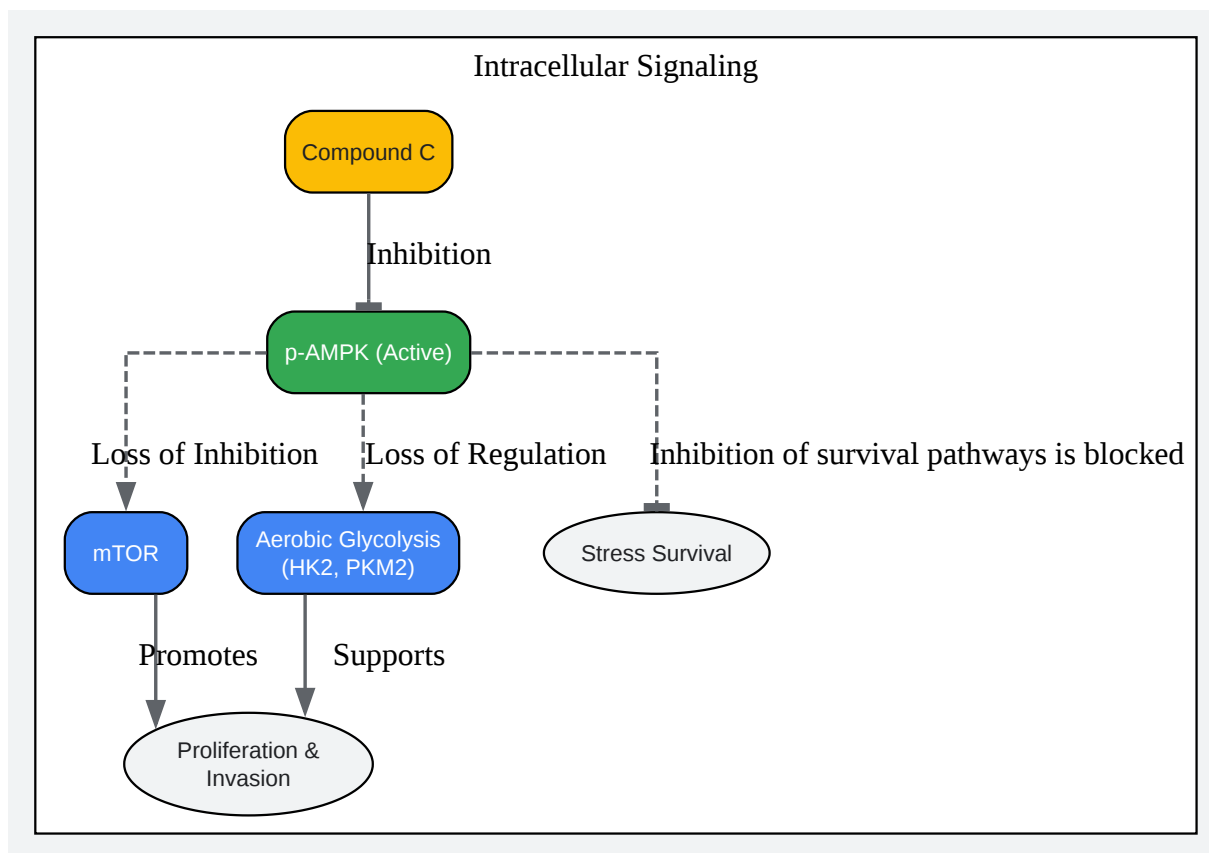 Intracellular Signaling
Compound C
Inhibition
p-AMPK (Active)
Loss of Inhibition
Loss of Regulation
Inhibition of survival pathways is blocked
mTOR
Aerobic Glycolysis
(HK2, PKM2)
Stress Survival
Promotes
Supports
Proliferation &
Invasion